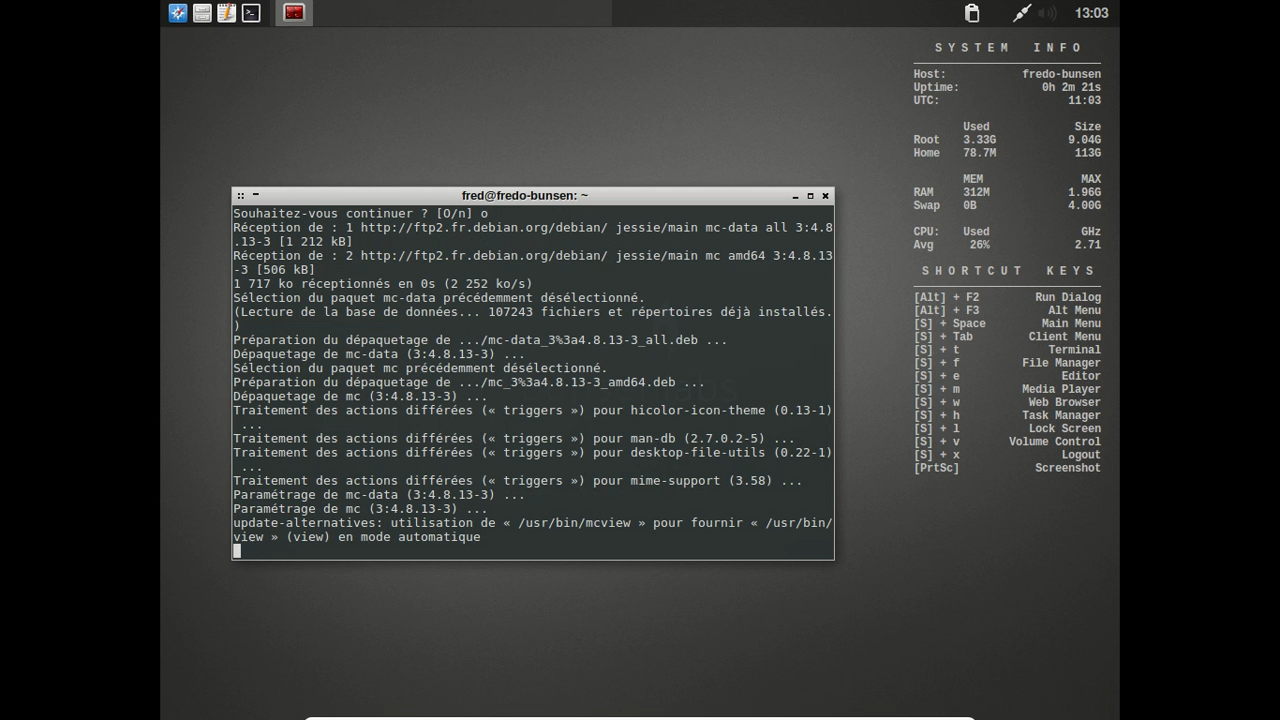 13:03
SYSTEM INFO
Host: fredo-bunsen
Uptime: 0h 2m 21s
UTC: 11:03
Used Size
Root 3.33G 9.04G
Home 78.7M 113G
MEM MAX
RAM 312M 1.96G
Swap 0B 4.00G
CPU: GHz
Avg 26% 2.71
SHORTCUT KEYS
[Alt] + F2 Run Dialog
[Alt] + F3 Alt Menu
[S] + Space Main Menu
[S] + Tab Client Menu
[S] + t Terminal
[S] + f File Manager
[S] + e Editor
[S] + m Media Player
[S] + w Web Browser
[S] + h Task Manager
[S] + l Lock Screen
[S] + v Volume Control
[S] + x Logout
[PrtSc] Screenshot
fred@fredo-bunsen: ~
Souhaitez-vous continuer ? [O/n] o
Réception de : 1 http://ftp2.fr.debian.org/debian/ jessie/main mc-data all 3:4.8
.13-3 [1 212 kB]
Réception de : 2 http://ftp2.fr.debian.org/debian/ jessie/main mc amd64 3:4.8.13
-3 [506 kB]
1 717 ko réceptionnés en 0s (2 252 ko/s)
Sélection du paquet mc-data précédemment désélectionné.
(Lecture de la base de données... 107243 fichiers et répertoires déjà installés.
)
Préparation du dépaquetage de .../mc-data_3%3a4.8.13-3_all.deb ...
Dépaquetage de mc-data (3:4.8.13-3) ...
Sélection du paquet mc précédemment désélectionné.
Préparation du dépaquetage de .../mc_3%3a4.8.13-3_amd64.deb ...
Dépaquetage de mc (3:4.8.13-3) ...
Traitement des actions différées (« triggers ») pour hicolor-icon-theme (0.13-1)
...
Traitement des actions différées (« triggers ») pour man-db (2.7.0.2-5) ...
Traitement des actions différées (« triggers ») pour desktop-file-utils (0.22-1)
...
Traitement des actions différées (« triggers ») pour mime-support (3.58) ...
Paramétrage de mc-data (3:4.8.13-3) ...
Paramétrage de mc (3:4.8.13-3) ...
update-alternatives: utilisation de « /usr/bin/mcview » pour fournir « /usr/bin/
view » (view) en mode automatique